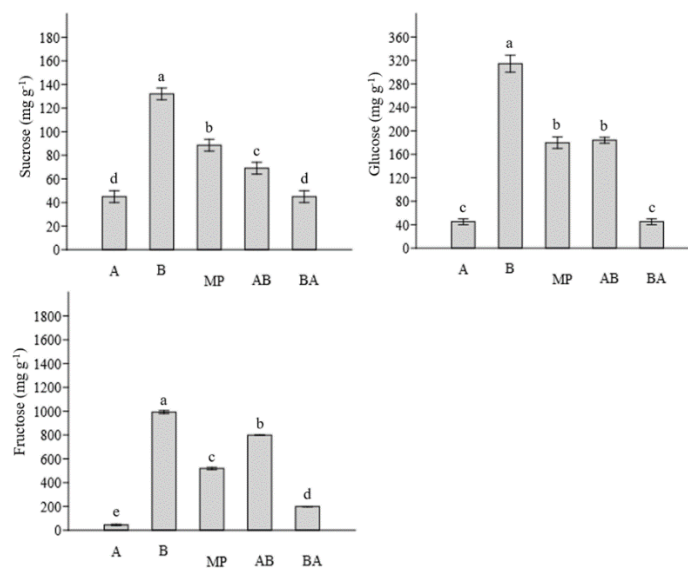 Sucrose (mg g⁻¹)
180
160
140
120
100
80
60
40
20
0
d
a
b
c
d
A
B
MP
AB
BA
Glucose (mg g⁻¹)
360
320
280
240
200
160
120
80
40
0
c
a
b
b
c
A
B
MP
AB
BA
Fructose (mg g⁻¹)
1800
1600
1400
1200
1000
800
600
400
200
0
e
a
c
b
d
A
B
MP
AB
BA